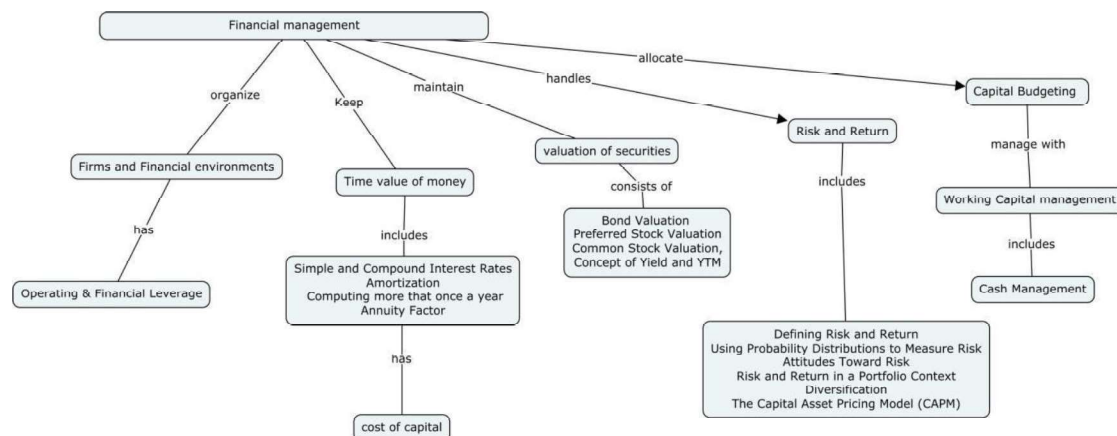 Financial management
allocate
handles
Capital Budgeting
organize
Keep
maintain
Risk and Return
manage with
valuation of securities
Firms and Financial environments
Time value of money
includes
consists of
Working Capital management
has
includes
Bond Valuation
Preferred Stock Valuation
Common Stock Valuation,
Concept of Yield and YTM
includes
Simple and Compound Interest Rates
Amortization
Computing more that once a year
Annuity Factor
Operating & Financial Leverage
Cash Management
has
Defining Risk and Return
Using Probability Distributions to Measure Risk
Attitudes Toward Risk
Risk and Return in a Portfolio Context
Diversification
The Capital Asset Pricing Model (CAPM)
cost of capital